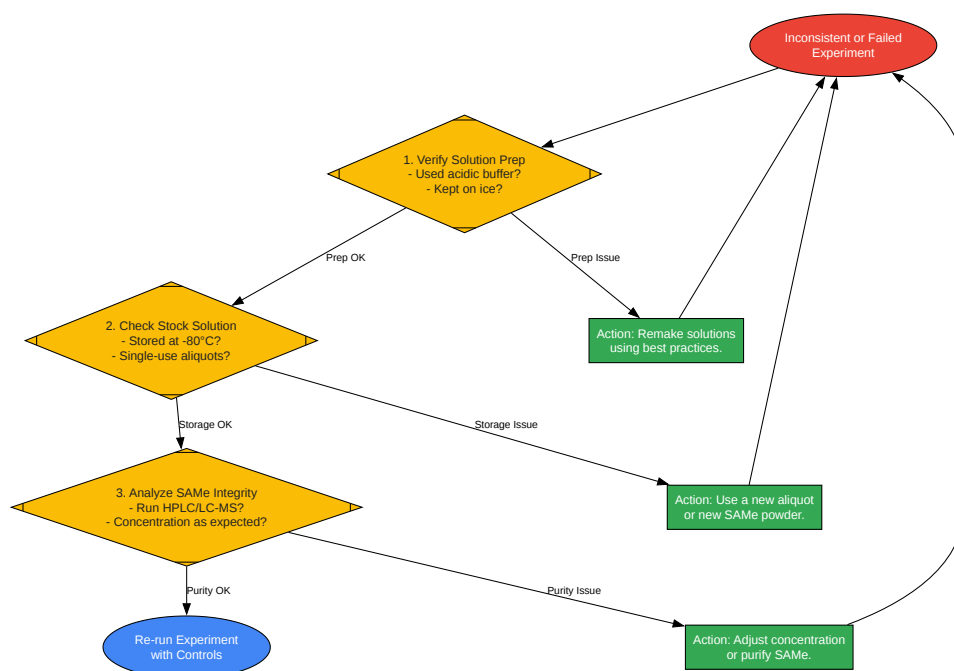 Inconsistent or Failed
Experiment
1. Verify Solution Prep
- Used acidic buffer?
- Kept on ice?
Prep OK
Prep Issue
2. Check Stock Solution
- Stored at -80°C?
- Single-use aliquots?
Action: Remake solutions
using best practices.
Storage OK
Storage Issue
3. Analyze SAMe Integrity
- Run HPLC/LC-MS?
- Concentration as expected?
Action: Use a new aliquot
or new SAMe powder.
Purity OK
Purity Issue
Re-run Experiment
with Controls
Action: Adjust concentration
or purify SAMe.